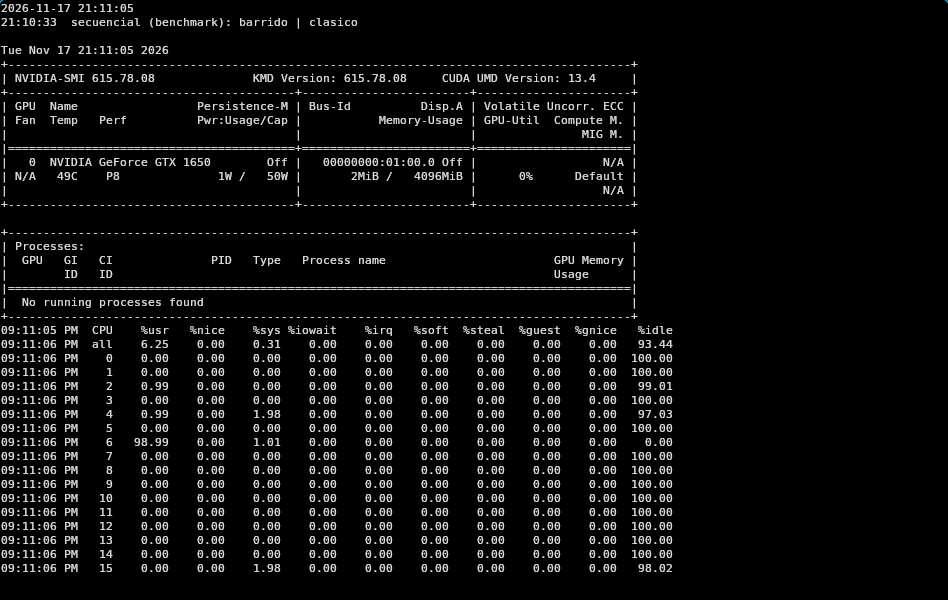 2026-11-17 21:11:05
21:10:33  secuencial (benchmark): barrido | clasico
Tue Nov 17 21:11:05 2026
+-----------------------------------------------------------------------------------------+
| NVIDIA-SMI 615.78.08              KMD Version: 615.78.08     CUDA UMD Version: 13.4     |
+-----------------------------------------+------------------------+----------------------+
| GPU  Name                 Persistence-M | Bus-Id          Disp.A | Volatile Uncorr. ECC |
| Fan  Temp   Perf          Pwr:Usage/Cap |           Memory-Usage | GPU-Util  Compute M. |
|                                         |                        |               MIG M. |
|=========================================+========================+======================|
|   0  NVIDIA GeForce GTX 1650        Off |   00000000:01:00.0 Off |                  N/A |
| N/A   49C    P8              1W /   50W |       2MiB /   4096MiB |      0%      Default |
|                                         |                        |                  N/A |
+-----------------------------------------+------------------------+----------------------+
+-----------------------------------------------------------------------------------------+
| Processes:                                                                              |
|  GPU   GI   CI              PID   Type   Process name                        GPU Memory |
|        ID   ID                                                               Usage      |
|=========================================================================================|
|  No running processes found                                                             |
+-----------------------------------------------------------------------------------------+
09:11:05 PM  CPU    %usr   %nice    %sys %iowait    %irq   %soft  %steal  %guest  %gnice   %idle
09:11:06 PM  all    6.25    0.00    0.31    0.00    0.00    0.00    0.00    0.00    0.00   93.44
09:11:06 PM    0    0.00    0.00    0.00    0.00    0.00    0.00    0.00    0.00    0.00  100.00
09:11:06 PM    1    0.00    0.00    0.00    0.00    0.00    0.00    0.00    0.00    0.00  100.00
09:11:06 PM    2    0.99    0.00    0.00    0.00    0.00    0.00    0.00    0.00    0.00   99.01
09:11:06 PM    3    0.00    0.00    0.00    0.00    0.00    0.00    0.00    0.00    0.00  100.00
09:11:06 PM    4    0.99    0.00    1.98    0.00    0.00    0.00    0.00    0.00    0.00   97.03
09:11:06 PM    5    0.00    0.00    0.00    0.00    0.00    0.00    0.00    0.00    0.00  100.00
09:11:06 PM    6   98.99    0.00    1.01    0.00    0.00    0.00    0.00    0.00    0.00    0.00
09:11:06 PM    7    0.00    0.00    0.00    0.00    0.00    0.00    0.00    0.00    0.00  100.00
09:11:06 PM    8    0.00    0.00    0.00    0.00    0.00    0.00    0.00    0.00    0.00  100.00
09:11:06 PM    9    0.00    0.00    0.00    0.00    0.00    0.00    0.00    0.00    0.00  100.00
09:11:06 PM   10    0.00    0.00    0.00    0.00    0.00    0.00    0.00    0.00    0.00  100.00
09:11:06 PM   11    0.00    0.00    0.00    0.00    0.00    0.00    0.00    0.00    0.00  100.00
09:11:06 PM   12    0.00    0.00    0.00    0.00    0.00    0.00    0.00    0.00    0.00  100.00
09:11:06 PM   13    0.00    0.00    0.00    0.00    0.00    0.00    0.00    0.00    0.00  100.00
09:11:06 PM   14    0.00    0.00    0.00    0.00    0.00    0.00    0.00    0.00    0.00  100.00
09:11:06 PM   15    0.00    0.00    1.98    0.00    0.00    0.00    0.00    0.00    0.00   98.02